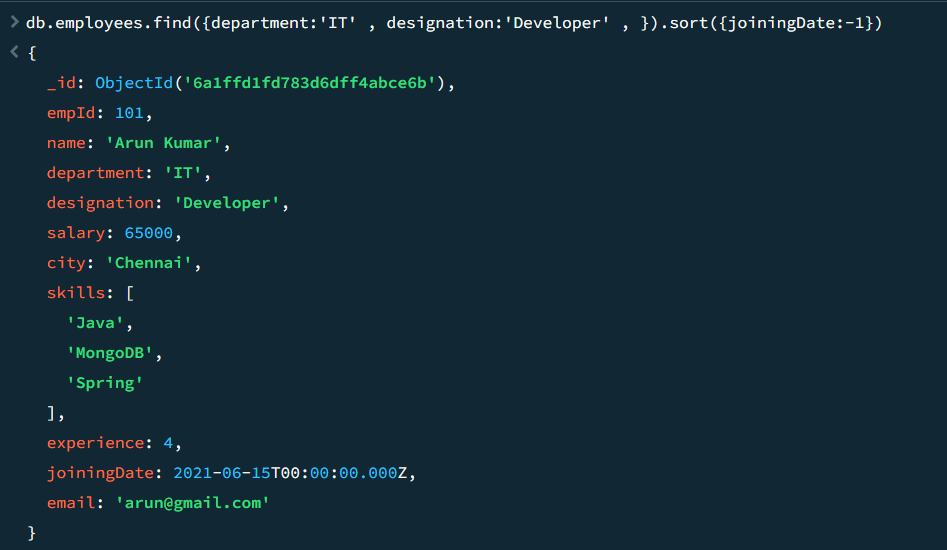 db.employees.find({department:'IT' , designation:'Developer' , }).sort({joiningDate:-1})
{
_id: ObjectId('6a1ffd1fd783d6dff4abce6b'),
empId: 101,
name: 'Arun Kumar',
department: 'IT',
designation: 'Developer',
salary: 65000,
city: 'Chennai',
skills: [
'Java',
'MongoDB',
'Spring'
],
experience: 4,
joiningDate: 2021-06-15T00:00:00.000Z,
email: 'arun@gmail.com'
}